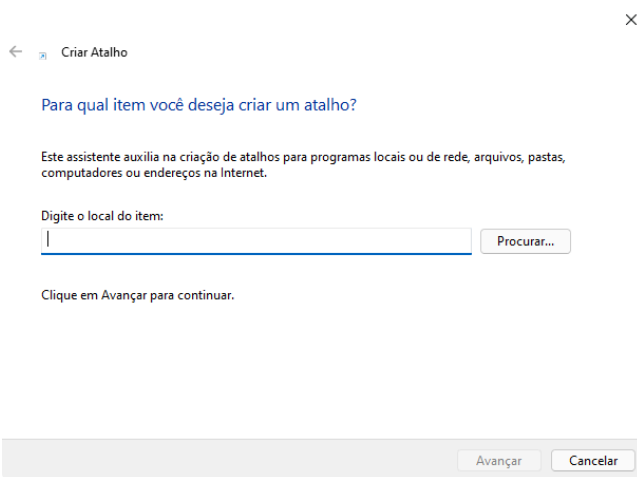 Criar Atalho
Para qual item você deseja criar um atalho?
Este assistente auxilia na criação de atalhos para programas locais ou de rede, arquivos, pastas,
computadores ou endereços na Internet.
Digite o local do item:
Procurar...
Clique em Avançar para continuar.
Avançar
Cancelar